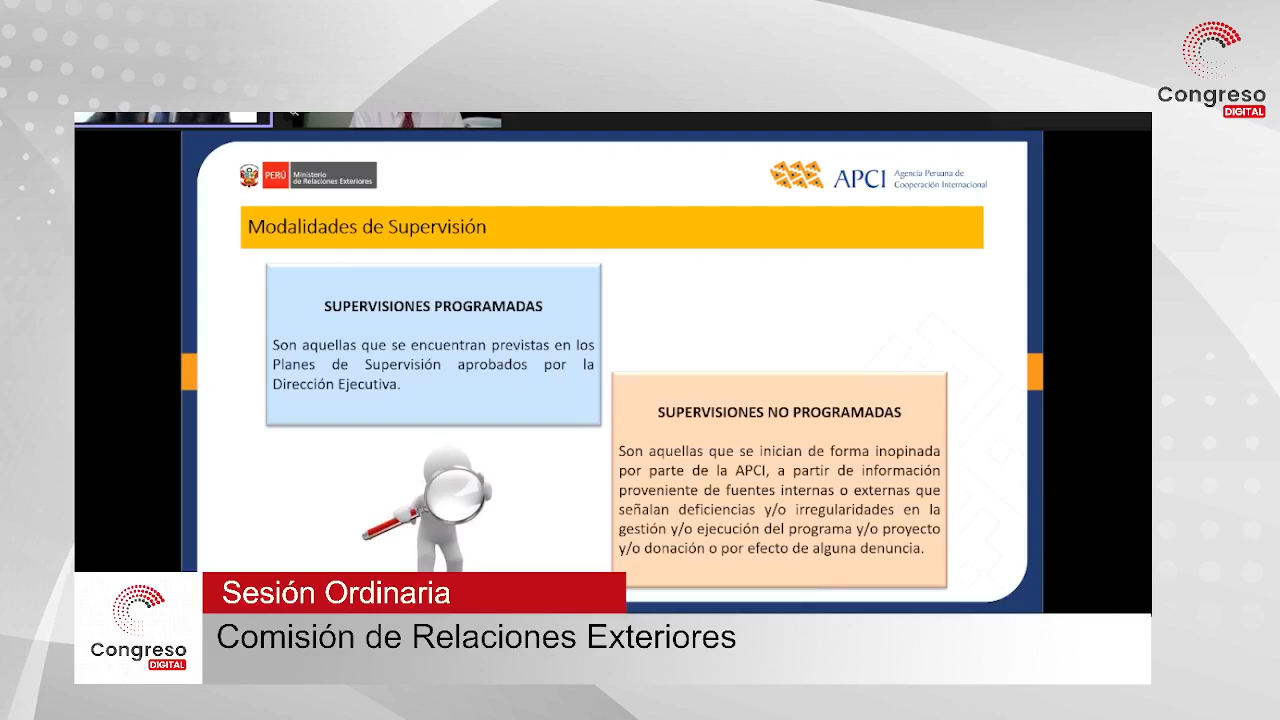 Congreso
DIGITAL
PERÚ
Ministerio
de Relaciones Exteriores
APCI
Agencia Peruana de
Cooperación Internacional
Modalidades de Supervisión
SUPERVISIONES PROGRAMADAS
Son aquellas que se encuentran previstas en los
Planes de Supervisión aprobados por la
Dirección Ejecutiva.
SUPERVISIONES NO PROGRAMADAS
Son aquellas que se inician de forma inopinada
por parte de la APCI, a partir de información
proveniente de fuentes internas o externas que
señalan deficiencias y/o irregularidades en la
gestión y/o ejecución del programa y/o proyecto
y/o donación o por efecto de alguna denuncia.
Sesión Ordinaria
Comisión de Relaciones Exteriores
Congreso
DIGITAL